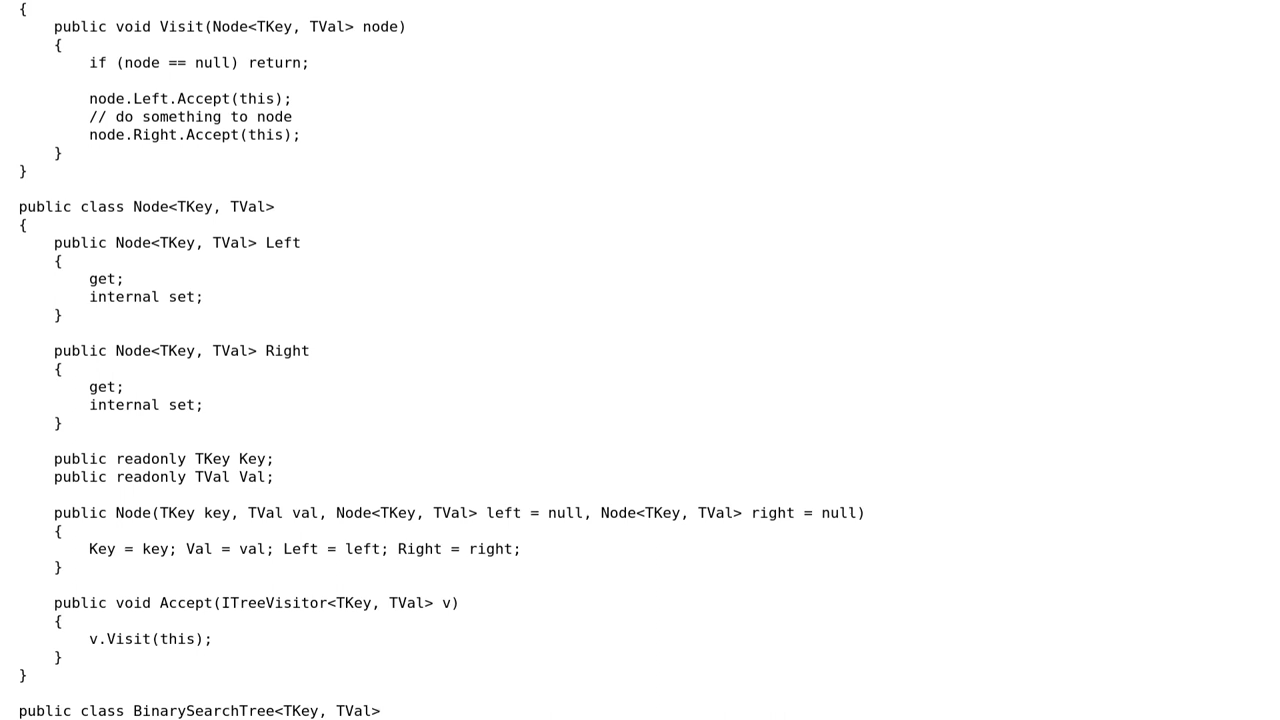 {
    public void Visit(Node<TKey, TVal> node)
    {
        if (node == null) return;

        node.Left.Accept(this);
        // do something to node
        node.Right.Accept(this);
    }
}

public class Node<TKey, TVal>
{
    public Node<TKey, TVal> Left
    {
        get;
        internal set;
    }

    public Node<TKey, TVal> Right
    {
        get;
        internal set;
    }

    public readonly TKey Key;
    public readonly TVal Val;

    public Node(TKey key, TVal val, Node<TKey, TVal> left = null, Node<TKey, TVal> right = null)
    {
        Key = key; Val = val; Left = left; Right = right;
    }

    public void Accept(ITreeVisitor<TKey, TVal> v)
    {
        v.Visit(this);
    }
}

public class BinarySearchTree<TKey, TVal>